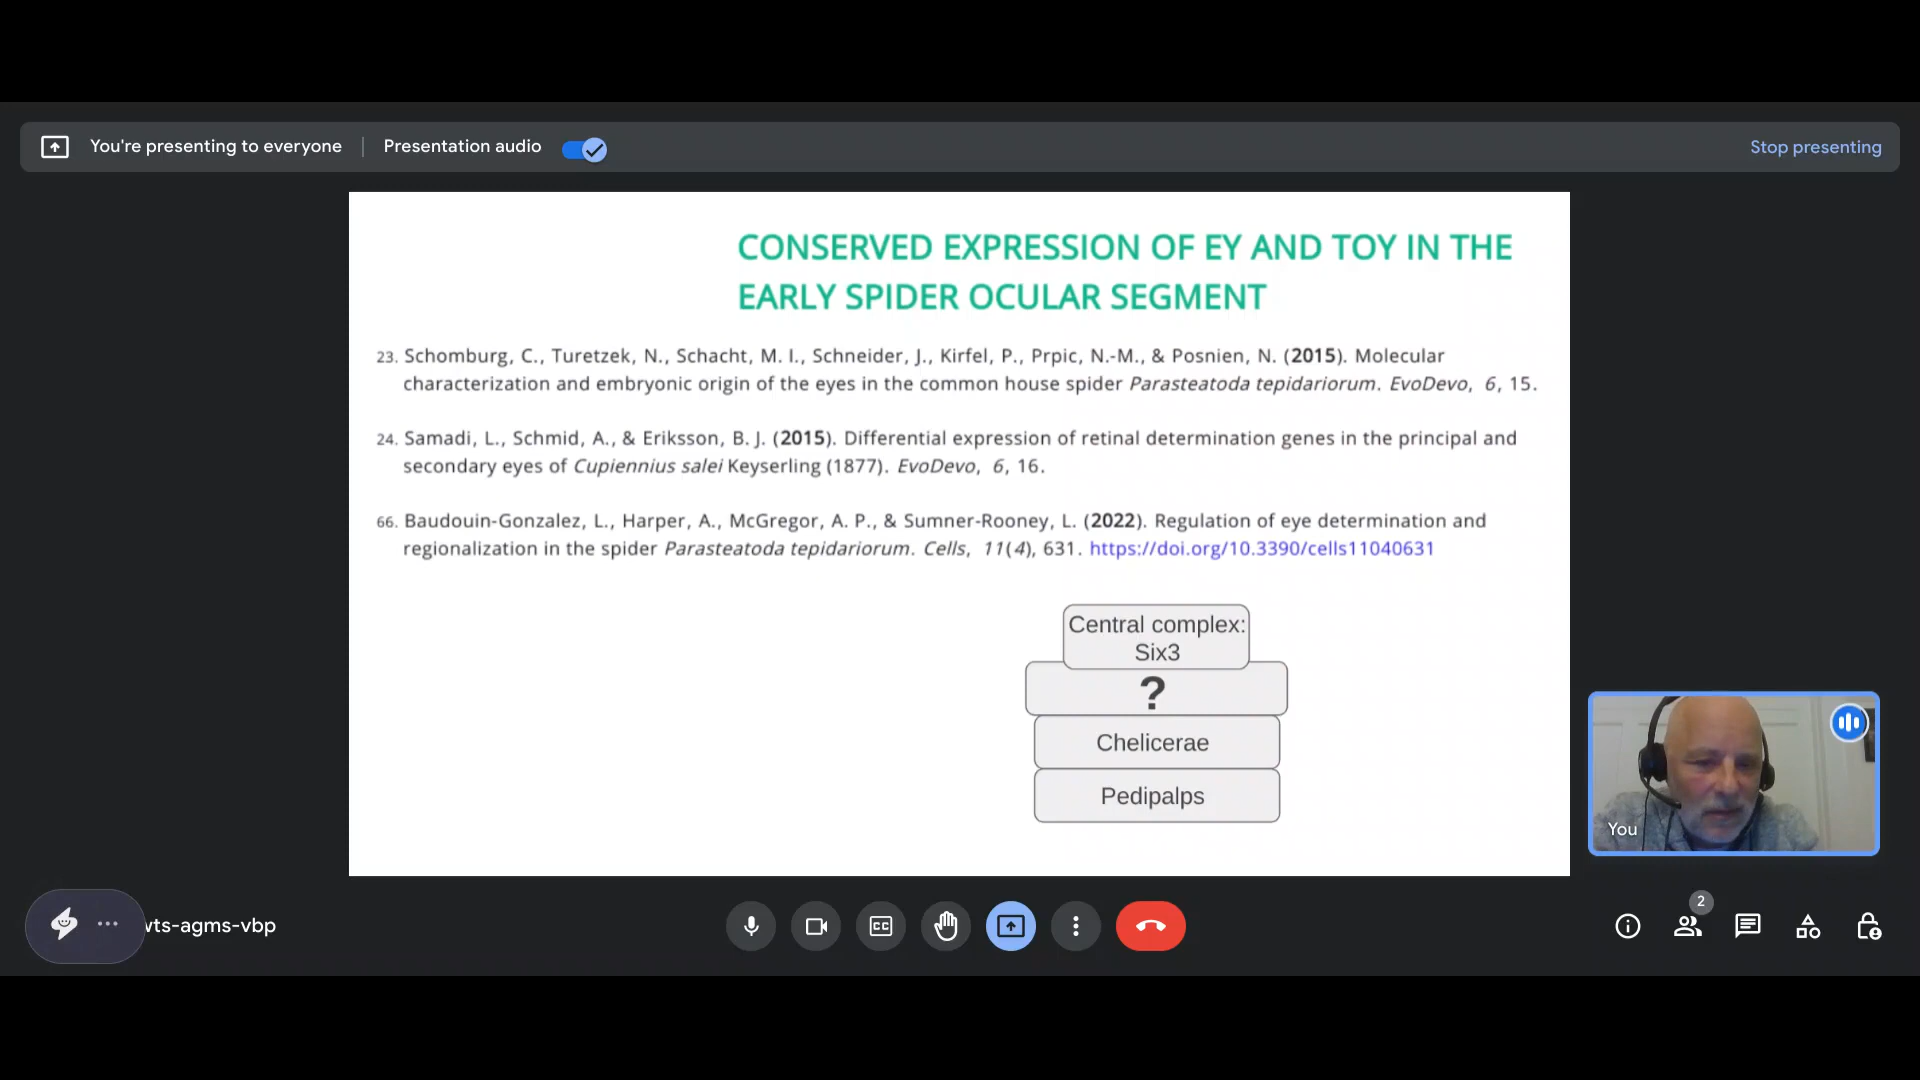 You're presenting to everyone
Presentation audio
Stop presenting
CONSERVED EXPRESSION OF EY AND TOY IN THE
EARLY SPIDER OCULAR SEGMENT
23. Schomburg, C., Turetzek, N., Schacht, M. I., Schneider, J., Kirfel, P., Prpic, N.-M., & Posnien, N. (2015). Molecular
characterization and embryonic origin of the eyes in the common house spider Parasteatoda tepidariorum. EvoDevo, 6, 15.
24. Samadi, L., Schmid, A., & Eriksson, B. J. (2015). Differential expression of retinal determination genes in the principal and
secondary eyes of Cupiennius salei Keyserling (1877). EvoDevo, 6, 16.
66. Baudouin-Gonzalez, L., Harper, A., McGregor, A. P., & Sumner-Rooney, L. (2022). Regulation of eye determination and
regionalization in the spider Parasteatoda tepidariorum. Cells, 11(4), 631. https://doi.org/10.3390/cells11040631
Central complex:
Six3
?
Chelicerae
Pedipalps
You
vts-agms-vbp
CC
2